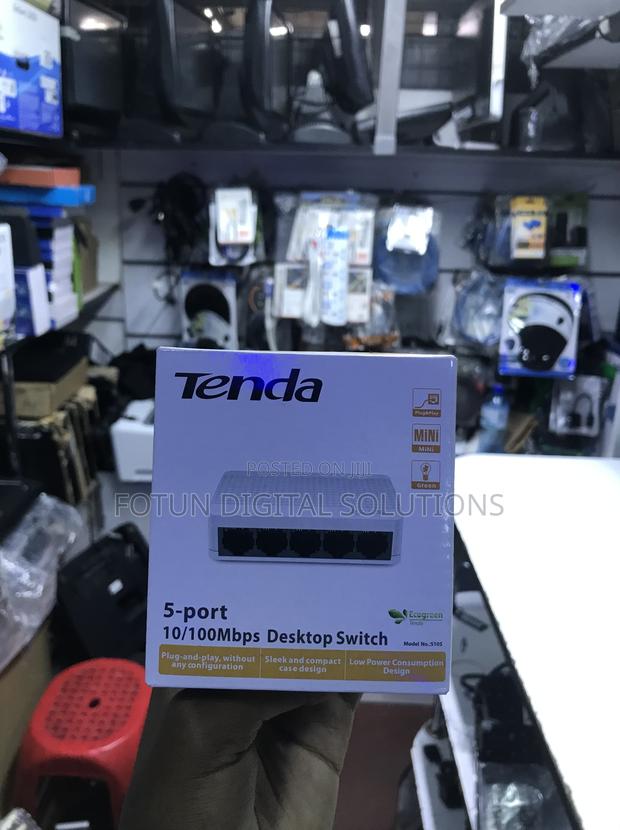 Tenda
Plug&Play
MiNi
MiNi
Green
POSTED ON JIJI
FOTUN DIGITAL SOLUTIONS
5-port
10/100Mbps Desktop Switch
Ecogreen
Tenda
Model No.:S105
Plug-and-play, without any configuration
Sleek and compact case design
Low Power Consumption Design